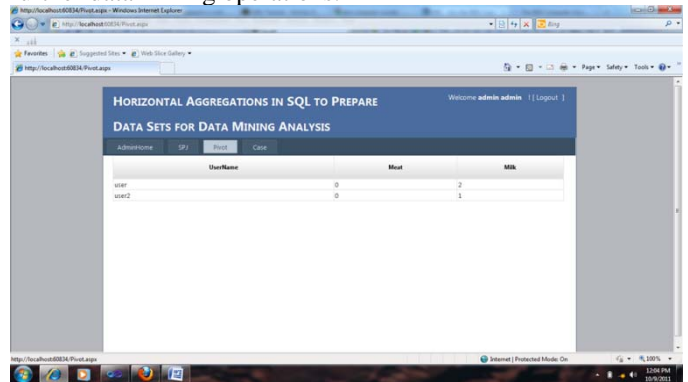 http://localhost:60834/Pivot.aspx - Windows Internet Explorer
http://localhost:60834/Pivot.aspx
Bing
Favorites Suggested Sites Web Slice Gallery
http://localhost:60834/Pivot.aspx
Page Safety Tools
HORIZONTAL AGGREGATIONS IN SQL TO PREPARE
DATA SETS FOR DATA MINING ANALYSIS
Welcome admin admin ! [ Logout ]
AdminHome SPJ Pivot Case
UserName Meat Milk
user 0 2
user2 0 1
http://localhost:60834/Pivot.aspx
Internet | Protected Mode: On
100%
12:04 PM
10/9/2011